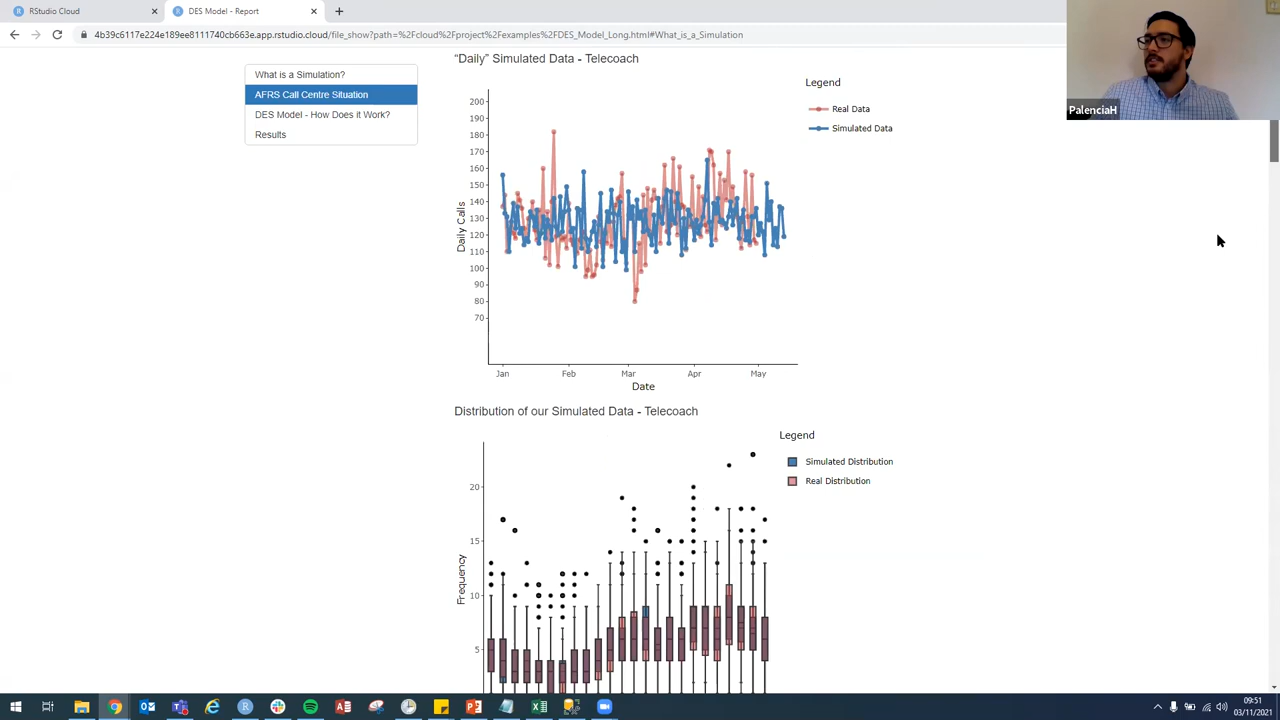 RStudio Cloud
DES Model - Report
4b39c6117e224e189ee8111740cb663e.app.rstudio.cloud/file_show?path=%2Fcloud%2Fproject%2Fexamples%2FDES_Model_Long.html#What_is_a_Simulation
PalenciaH
What is a Simulation?
AFRS Call Centre Situation
DES Model - How Does it Work?
Results
“Daily” Simulated Data - Telecoach
Legend
Real Data
Simulated Data
200
190
180
170
160
150
140
130
120
110
100
90
80
70
Daily Calls
Jan Feb Mar Apr May
Date
Distribution of our Simulated Data - Telecoach
Legend
Simulated Distribution
Real Distribution
20
15
10
5
Frequency
09:51
03/11/2021